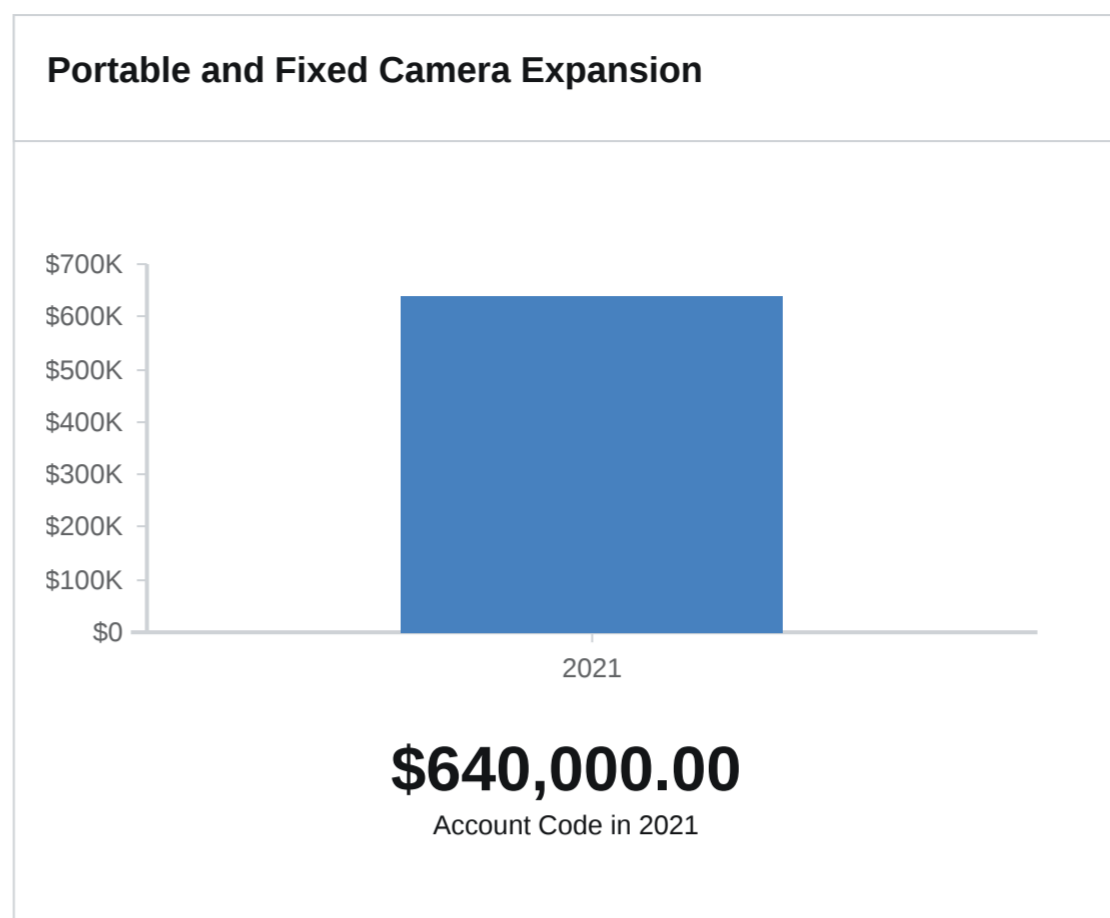 Portable and Fixed Camera Expansion
$700K
$600K
$500K
$400K
$300K
$200K
$100K
$0
2021
$640,000.00
Account Code in 2021